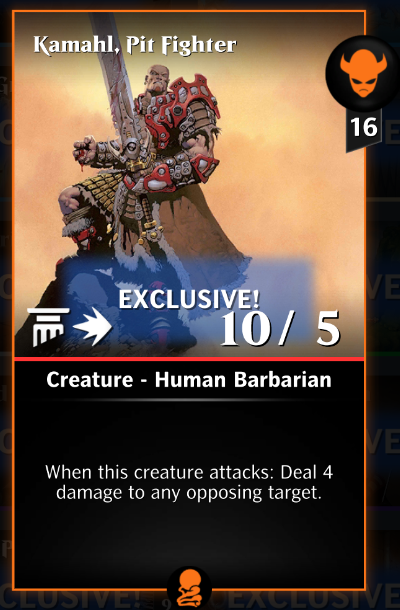 Kamahl, Pit Fighter
16
EXCLUSIVE!
10/ 5
Creature - Human Barbarian
When this creature attacks: Deal 4
damage to any opposing target.